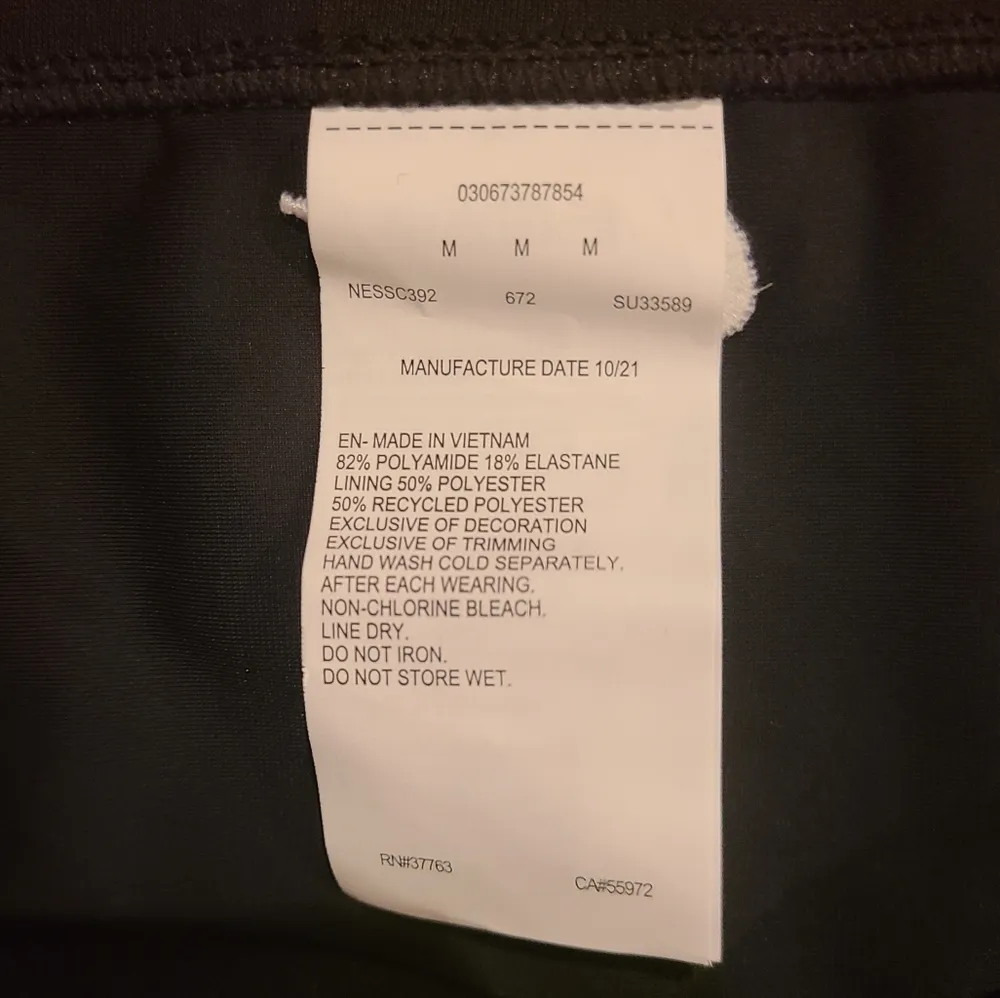 030673787854
M M M
NESSC392 672 SU33589
MANUFACTURE DATE 10/21
EN- MADE IN VIETNAM
82% POLYAMIDE 18% ELASTANE
LINING 50% POLYESTER
50% RECYCLED POLYESTER
EXCLUSIVE OF DECORATION
EXCLUSIVE OF TRIMMING
HAND WASH COLD SEPARATELY.
AFTER EACH WEARING.
NON-CHLORINE BLEACH.
LINE DRY.
DO NOT IRON.
DO NOT STORE WET.
RN#37763 CA#55972